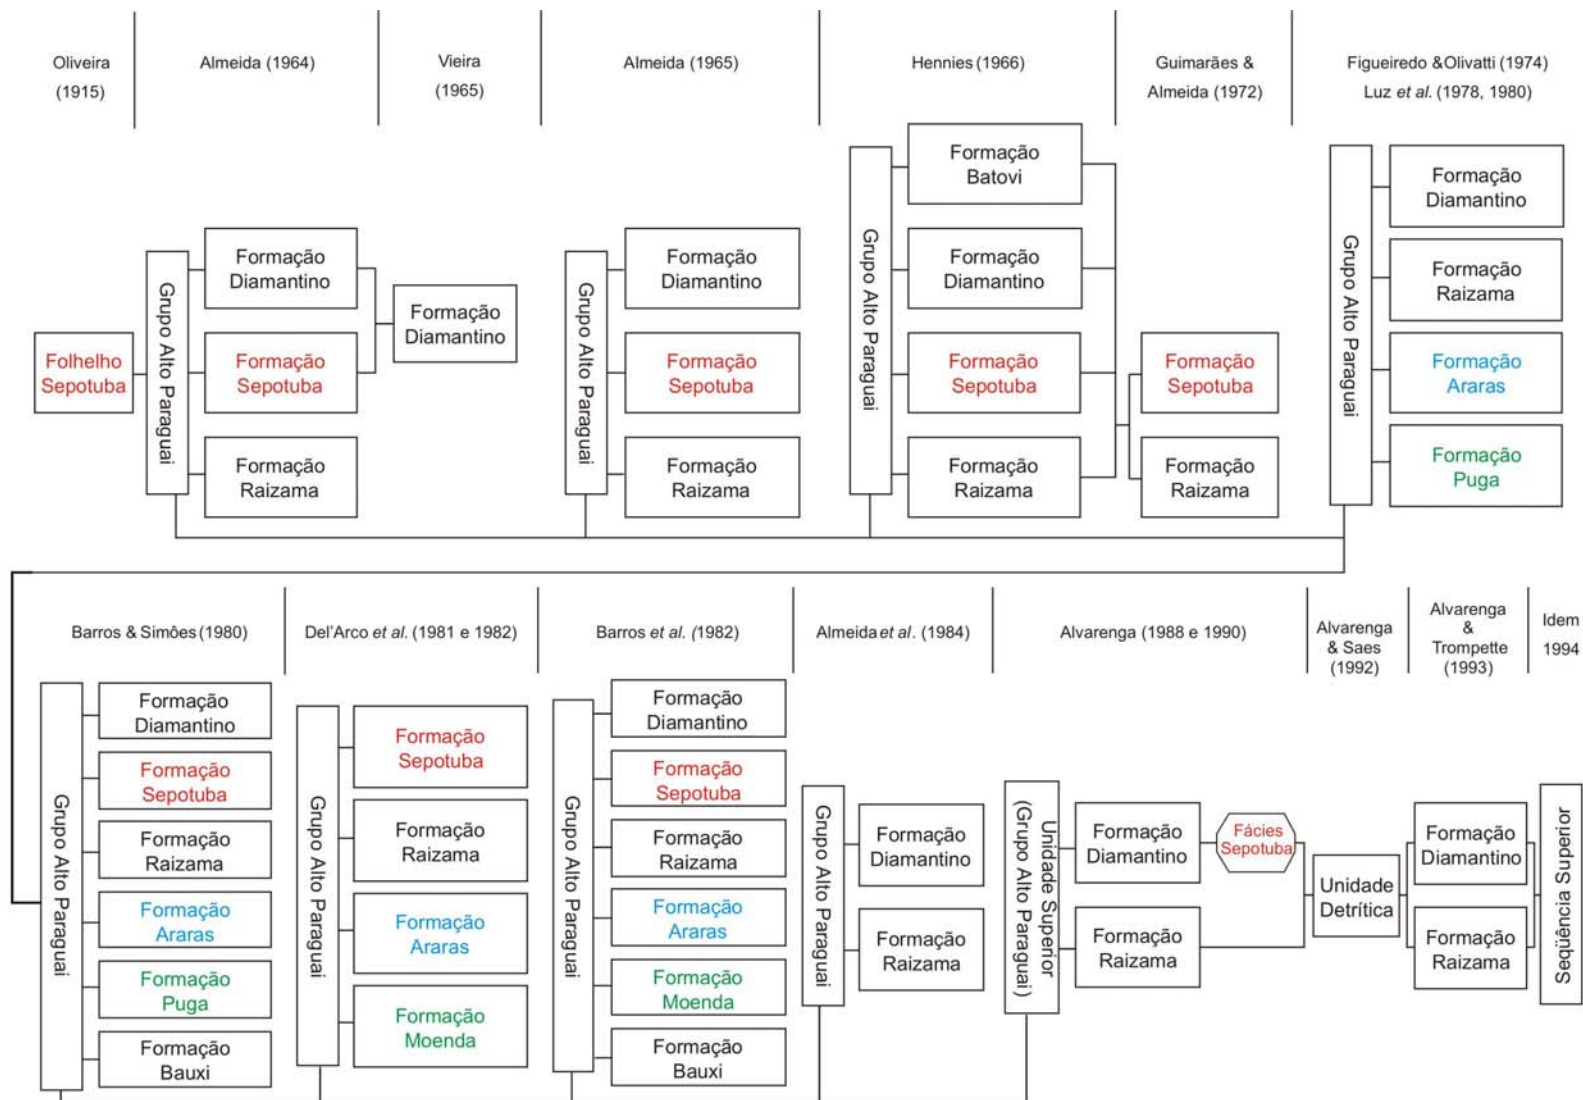 Oliveira
(1915)
Almeida (1964)
Vieira
(1965)
Almeida (1965)
Hennies (1966)
Guimarães &
Almeida (1972)
Figueiredo & Olivatti (1974)
Luz et al. (1978, 1980)
Folhelho
Sepotuba
Grupo Alto Paraguai
Formação
Diamantino
Formação
Sepotuba
Formação
Raizama
Formação
Diamantino
Grupo Alto Paraguai
Formação
Diamantino
Formação
Sepotuba
Formação
Raizama
Grupo Alto Paraguai
Formação
Batovi
Formação
Diamantino
Formação
Sepotuba
Formação
Raizama
Formação
Sepotuba
Formação
Raizama
Grupo Alto Paraguai
Formação
Diamantino
Formação
Raizama
Formação
Araras
Formação
Puga
Barros & Simôes (1980)
Del'Arco et al. (1981 e 1982)
Barros et al. (1982)
Almeida et al. (1984)
Alvarenga (1988 e 1990)
Alvarenga
& Saes
(1992)
Alvarenga
&
Trompette
(1993)
Idem
1994
Grupo Alto Paraguai
Formação
Diamantino
Formação
Sepotuba
Formação
Raizama
Formação
Araras
Formação
Puga
Formação
Bauxi
Grupo Alto Paraguai
Formação
Sepotuba
Formação
Raizama
Formação
Araras
Formação
Moenda
Grupo Alto Paraguai
Formação
Diamantino
Formação
Sepotuba
Formação
Raizama
Formação
Araras
Formação
Moenda
Formação
Bauxi
Grupo Alto Paraguai
Formação
Diamantino
Formação
Raizama
Unidade Superior
(Grupo Alto Paraguai)
Formação
Diamantino
Formação
Raizama
Fácies
Sepotuba
Unidade
Detrítica
Formação
Diamantino
Formação
Raizama
Seqüência Superior